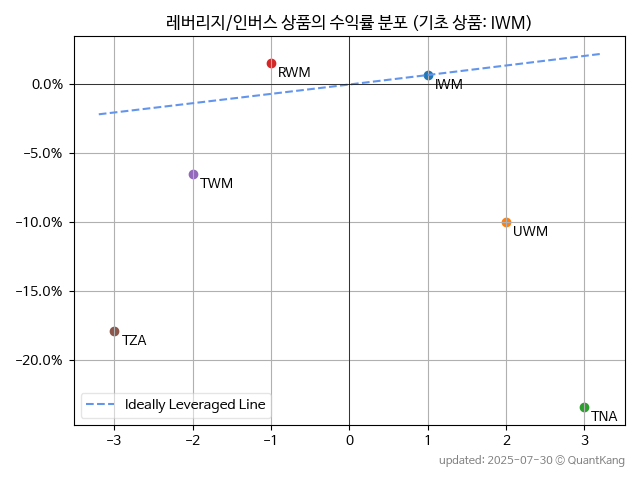 레버리지/인버스 상품의 수익률 분포 (기초 상품: IWM)
0.0%
−5.0%
−10.0%
−15.0%
−20.0%
RWM
IWM
TWM
UWM
TZA
TNA
Ideally Leveraged Line
−3
−2
−1
0
1
2
3
updated: 2025-07-30 © QuantKang